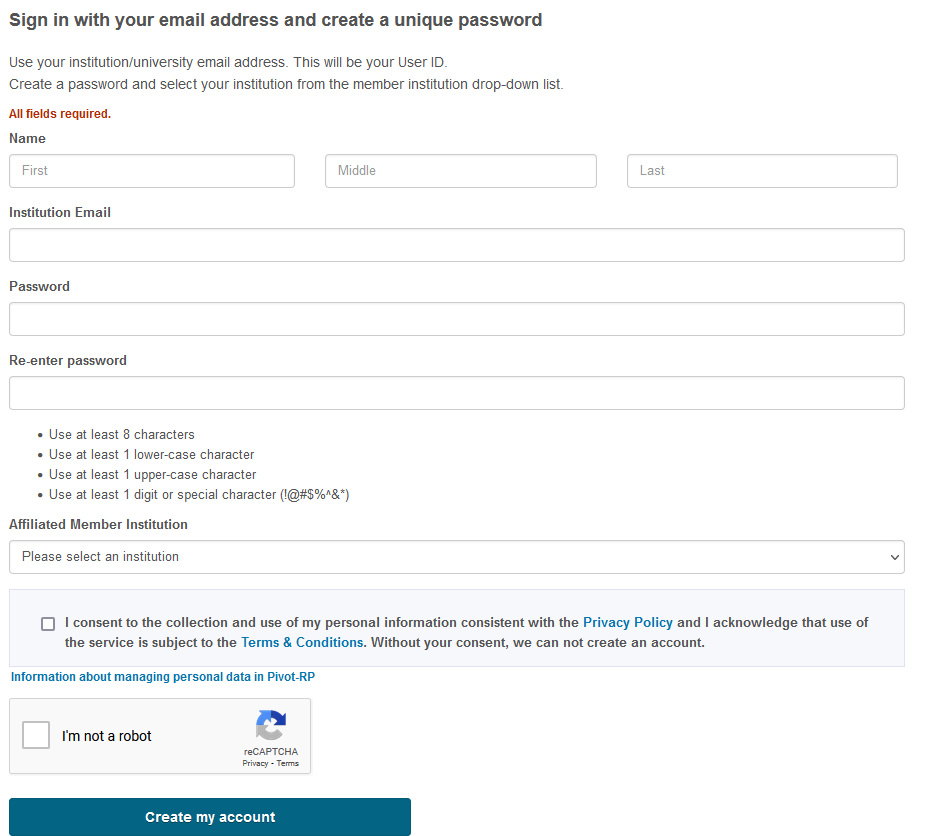 Sign in with your email address and create a unique password
Use your institution/university email address. This will be your User ID.
Create a password and select your institution from the member institution drop-down list.
All fields required.
Name
First Middle Last
Institution Email
Password
Re-enter password
• Use at least 8 characters
• Use at least 1 lower-case character
• Use at least 1 upper-case character
• Use at least 1 digit or special character (!@#$%^&*)
Affiliated Member Institution
Please select an institution
I consent to the collection and use of my personal information consistent with the Privacy Policy and I acknowledge that use of
the service is subject to the Terms & Conditions. Without your consent, we can not create an account.
Information about managing personal data in Pivot-RP
I'm not a robot
reCAPTCHA
Privacy - Terms
Create my account